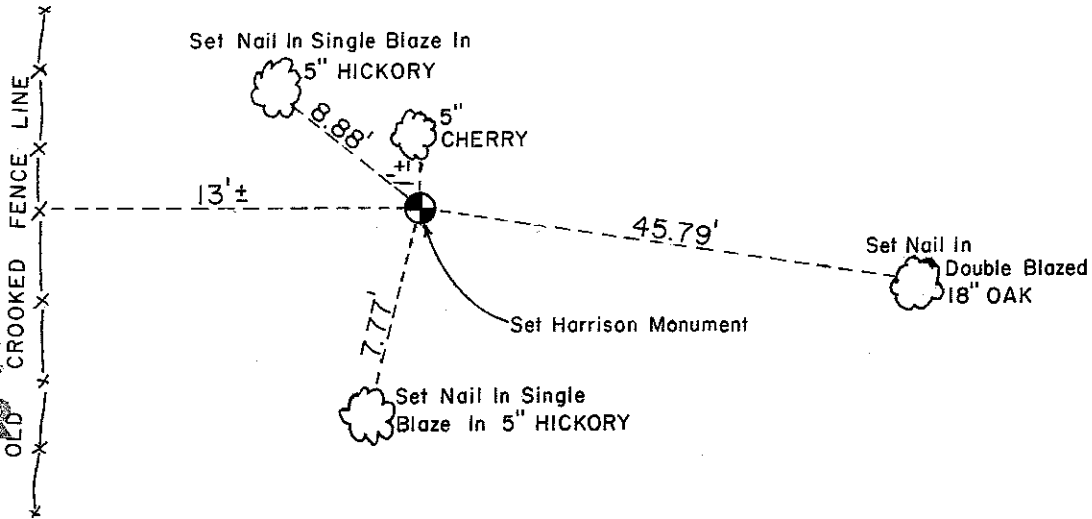 Set Nail In Single Blaze In
5" HICKORY
5"
CHERRY
8.88'
±1'
13'±
45.79'
Set Nail In
Double Blazed
18" OAK
Set Harrison Monument
7.77'
Set Nail In Single
Blaze In 5" HICKORY
OLD CROOKED FENCE LINE